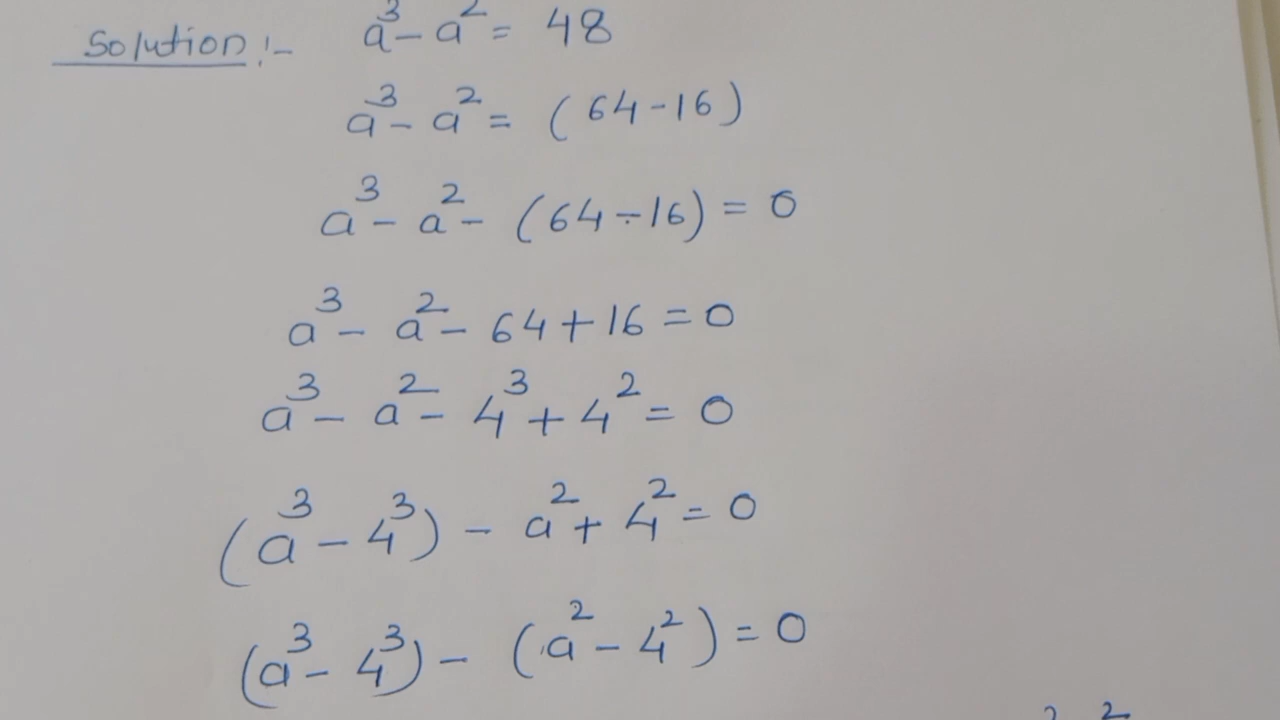 Solution :- a³ - a² = 48
a³ - a² = (64 - 16)
a³ - a² - (64 - 16) = 0
a³ - a² - 64 + 16 = 0
a³ - a² - 4³ + 4² = 0
(a³ - 4³) - a² + 4² = 0
(a³ - 4³) - (a² - 4²) = 0